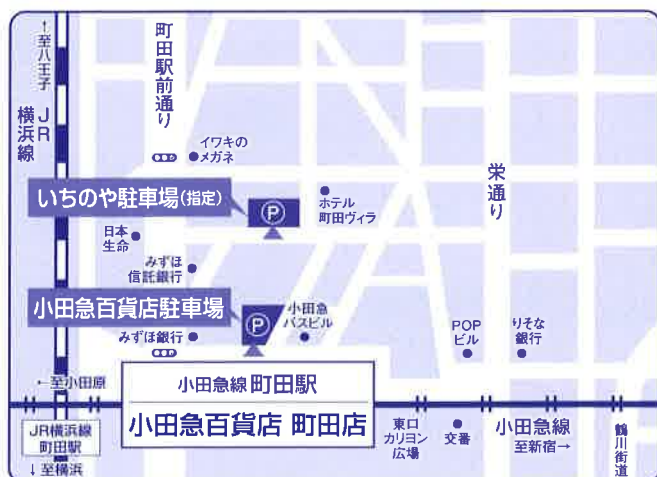 ↑至八王子
JR
横浜線
町田駅前通り
イワキの
メガネ
栄通り
いちのや駐車場(指定)
P
ホテル
町田ヴィラ
日本
生命
みずほ
信託銀行
小田急百貨店駐車場
P
小田急
バスビル
みずほ銀行
POP
ビル
りそな
銀行
←至小田原
小田急線 町田駅
小田急百貨店 町田店
JR横浜線
町田駅
↓至横浜
東口
カリヨン
広場
交番
小田急線
至新宿→
鶴川街道